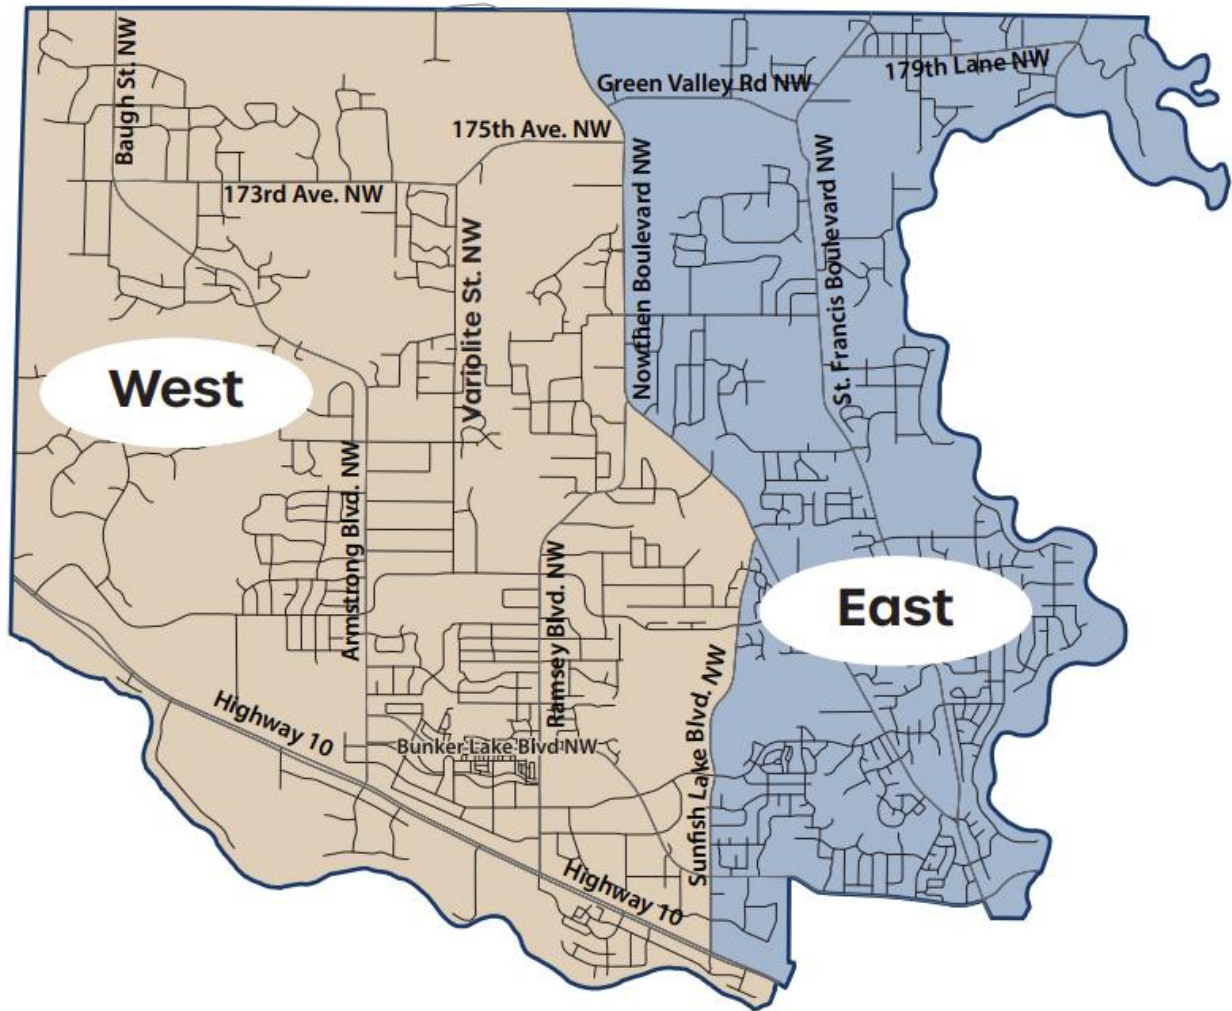 Baugh St. NW
Green Valley Rd NW
179th Lane NW
175th Ave. NW
173rd Ave. NW
Nowthen Boulevard NW
St. Francis Boulevard NW
Variolite St. NW
West
Armstrong Blvd. NW
Ramsey Blvd. NW
East
Sunfish Lake Blvd. NW
Highway 10
Bunker Lake Blvd NW
Highway 10